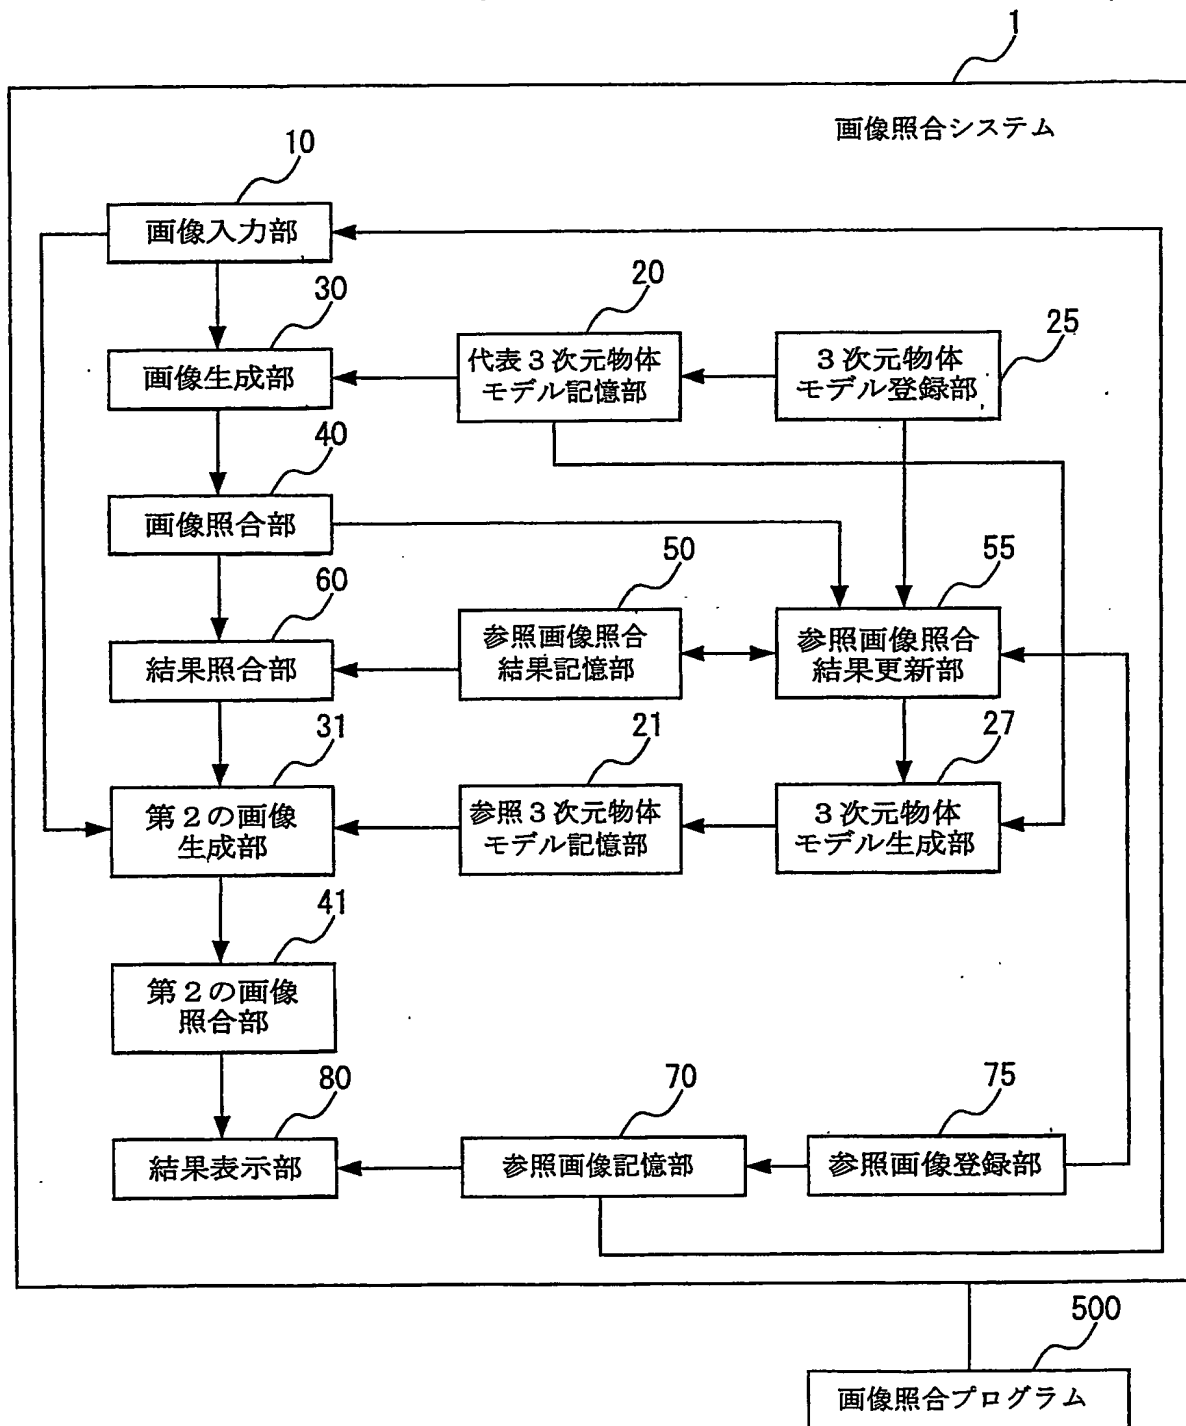 1
画像照合システム
10
画像入力部
30
画像生成部
20
代表３次元物体
モデル記憶部
25
３次元物体
モデル登録部
40
画像照合部
60
結果照合部
50
参照画像照合
結果記憶部
55
参照画像照合
結果更新部
31
第２の画像
生成部
21
参照３次元物体
モデル記憶部
27
３次元物体
モデル生成部
41
第２の画像
照合部
80
結果表示部
70
参照画像記憶部
75
参照画像登録部
500
画像照合プログラム